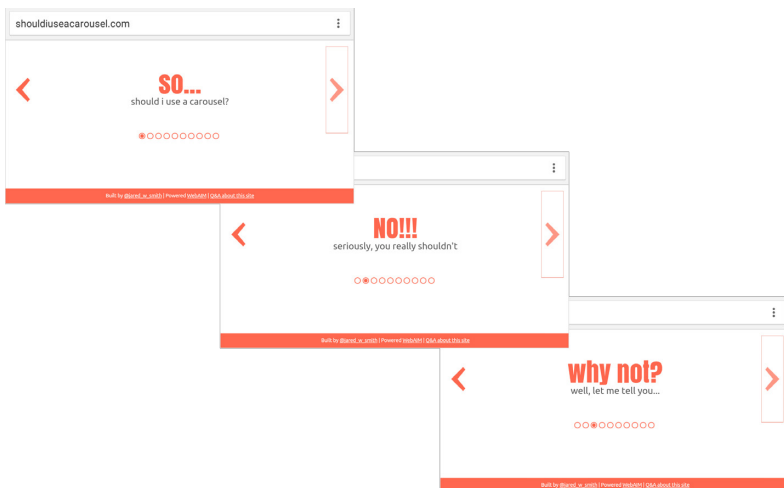 shouldiuseacarousel.com
SO...
should i use a carousel?
Built by @jared_w_smith | Powered WebAIM | Q&A about this site
NO!!!
seriously, you really shouldn't
Built by @jared_w_smith | Powered WebAIM | Q&A about this site
why not?
well, let me tell you...
Built by @jared_w_smith | Powered WebAIM | Q&A about this site